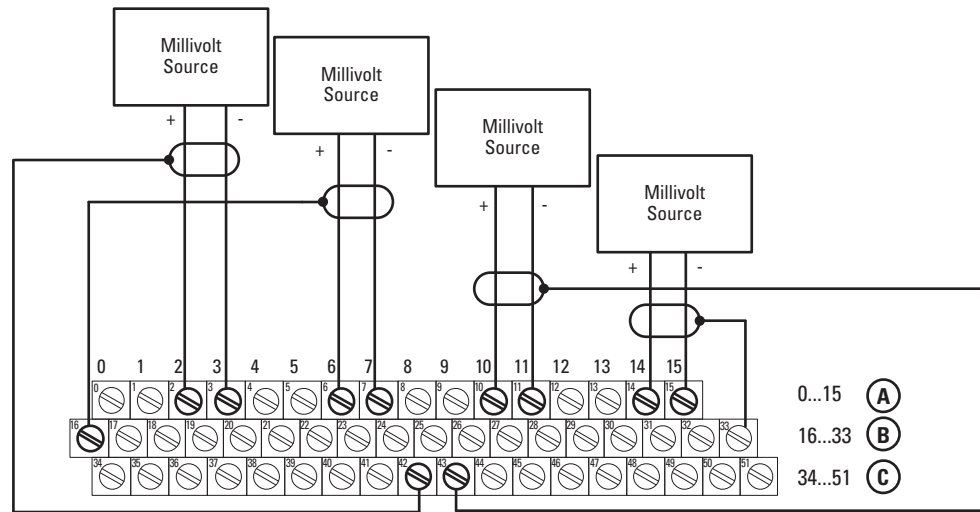 Millivolt
Source
Millivolt
Source
Millivolt
Source
Millivolt
Source
+ -
+ -
+ -
+ -
0 1 2 3 4 5 6 7 8 9 10 11 12 13 14 15
0 1 2 3 4 5 6 7 8 9 10 11 12 13 14 15
0...15 A
16 17 18 19 20 21 22 23 24 25 26 27 28 29 30 31 32 33
16...33 B
34 35 36 37 38 39 40 41 42 43 44 45 46 47 48 49 50 51
34...51 C